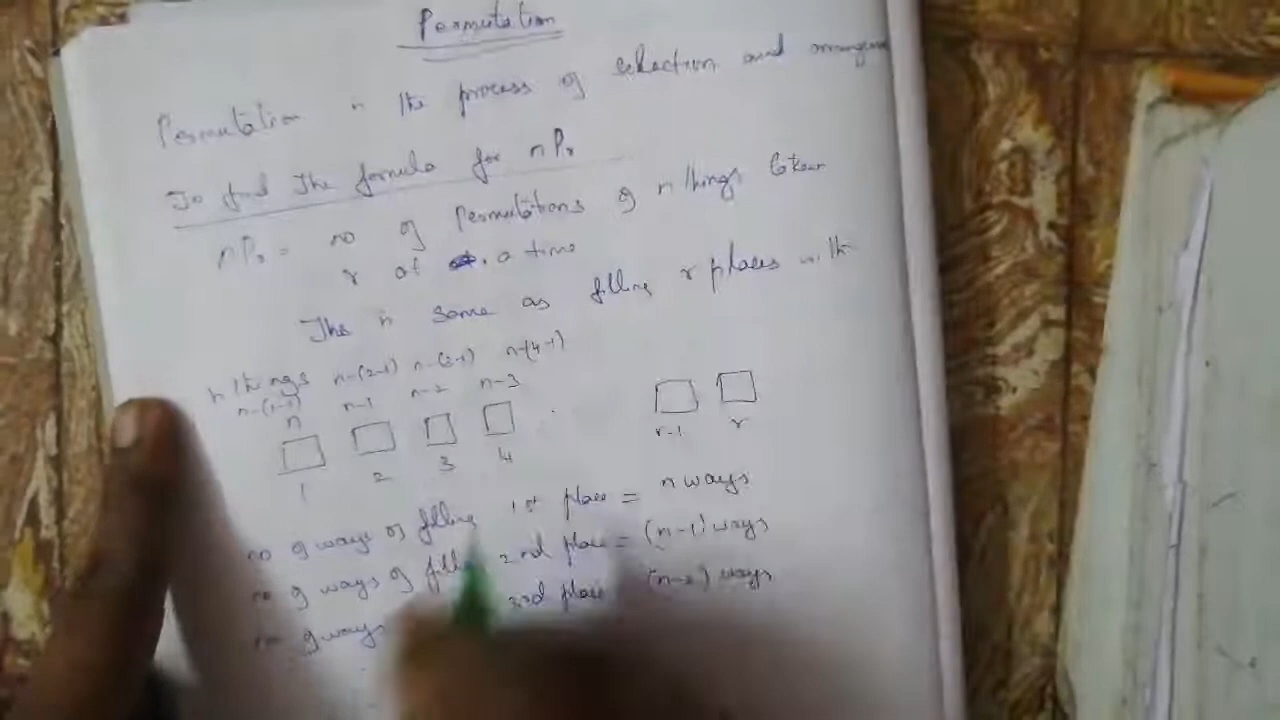 Permutation
Permutation is the process of selection and
To find The formula for nPr
nPr = no of Permutations of n things taken
r at a time
This is same as filling r places with
n things n-(2-1) n-(3-1) n-(4-1)
n-(1-1)
n n-1 n-2 n-3
1 2 3 4 r-1 r
no of ways of filling 1st place = n ways
no of ways of filling 2nd place = (n-1) ways
no of ways place (n-2) ways